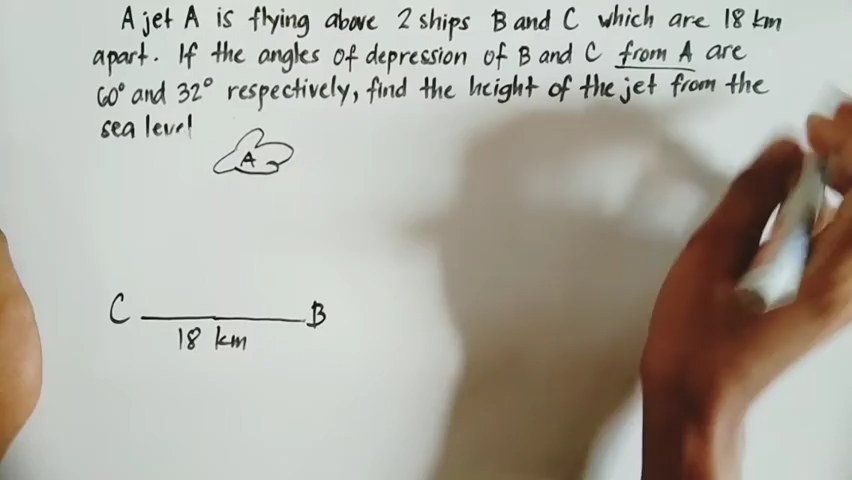 A jet A is flying above 2 ships B and C which are 18 km
apart. If the angles of depression of B and C from A are
60° and 32° respectively, find the height of the jet from the
sea level
A
C B
18 km